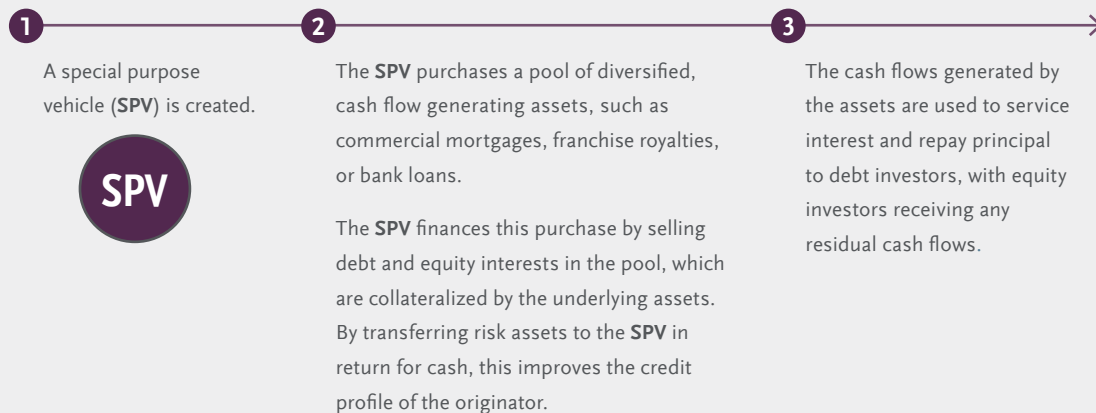 1
2
3
A special purpose
vehicle (SPV) is created.
SPV
The SPV purchases a pool of diversified,
cash flow generating assets, such as
commercial mortgages, franchise royalties,
or bank loans.
The SPV finances this purchase by selling
debt and equity interests in the pool, which
are collateralized by the underlying assets.
By transferring risk assets to the SPV in
return for cash, this improves the credit
profile of the originator.
The cash flows generated by
the assets are used to service
interest and repay principal
to debt investors, with equity
investors receiving any
residual cash flows.